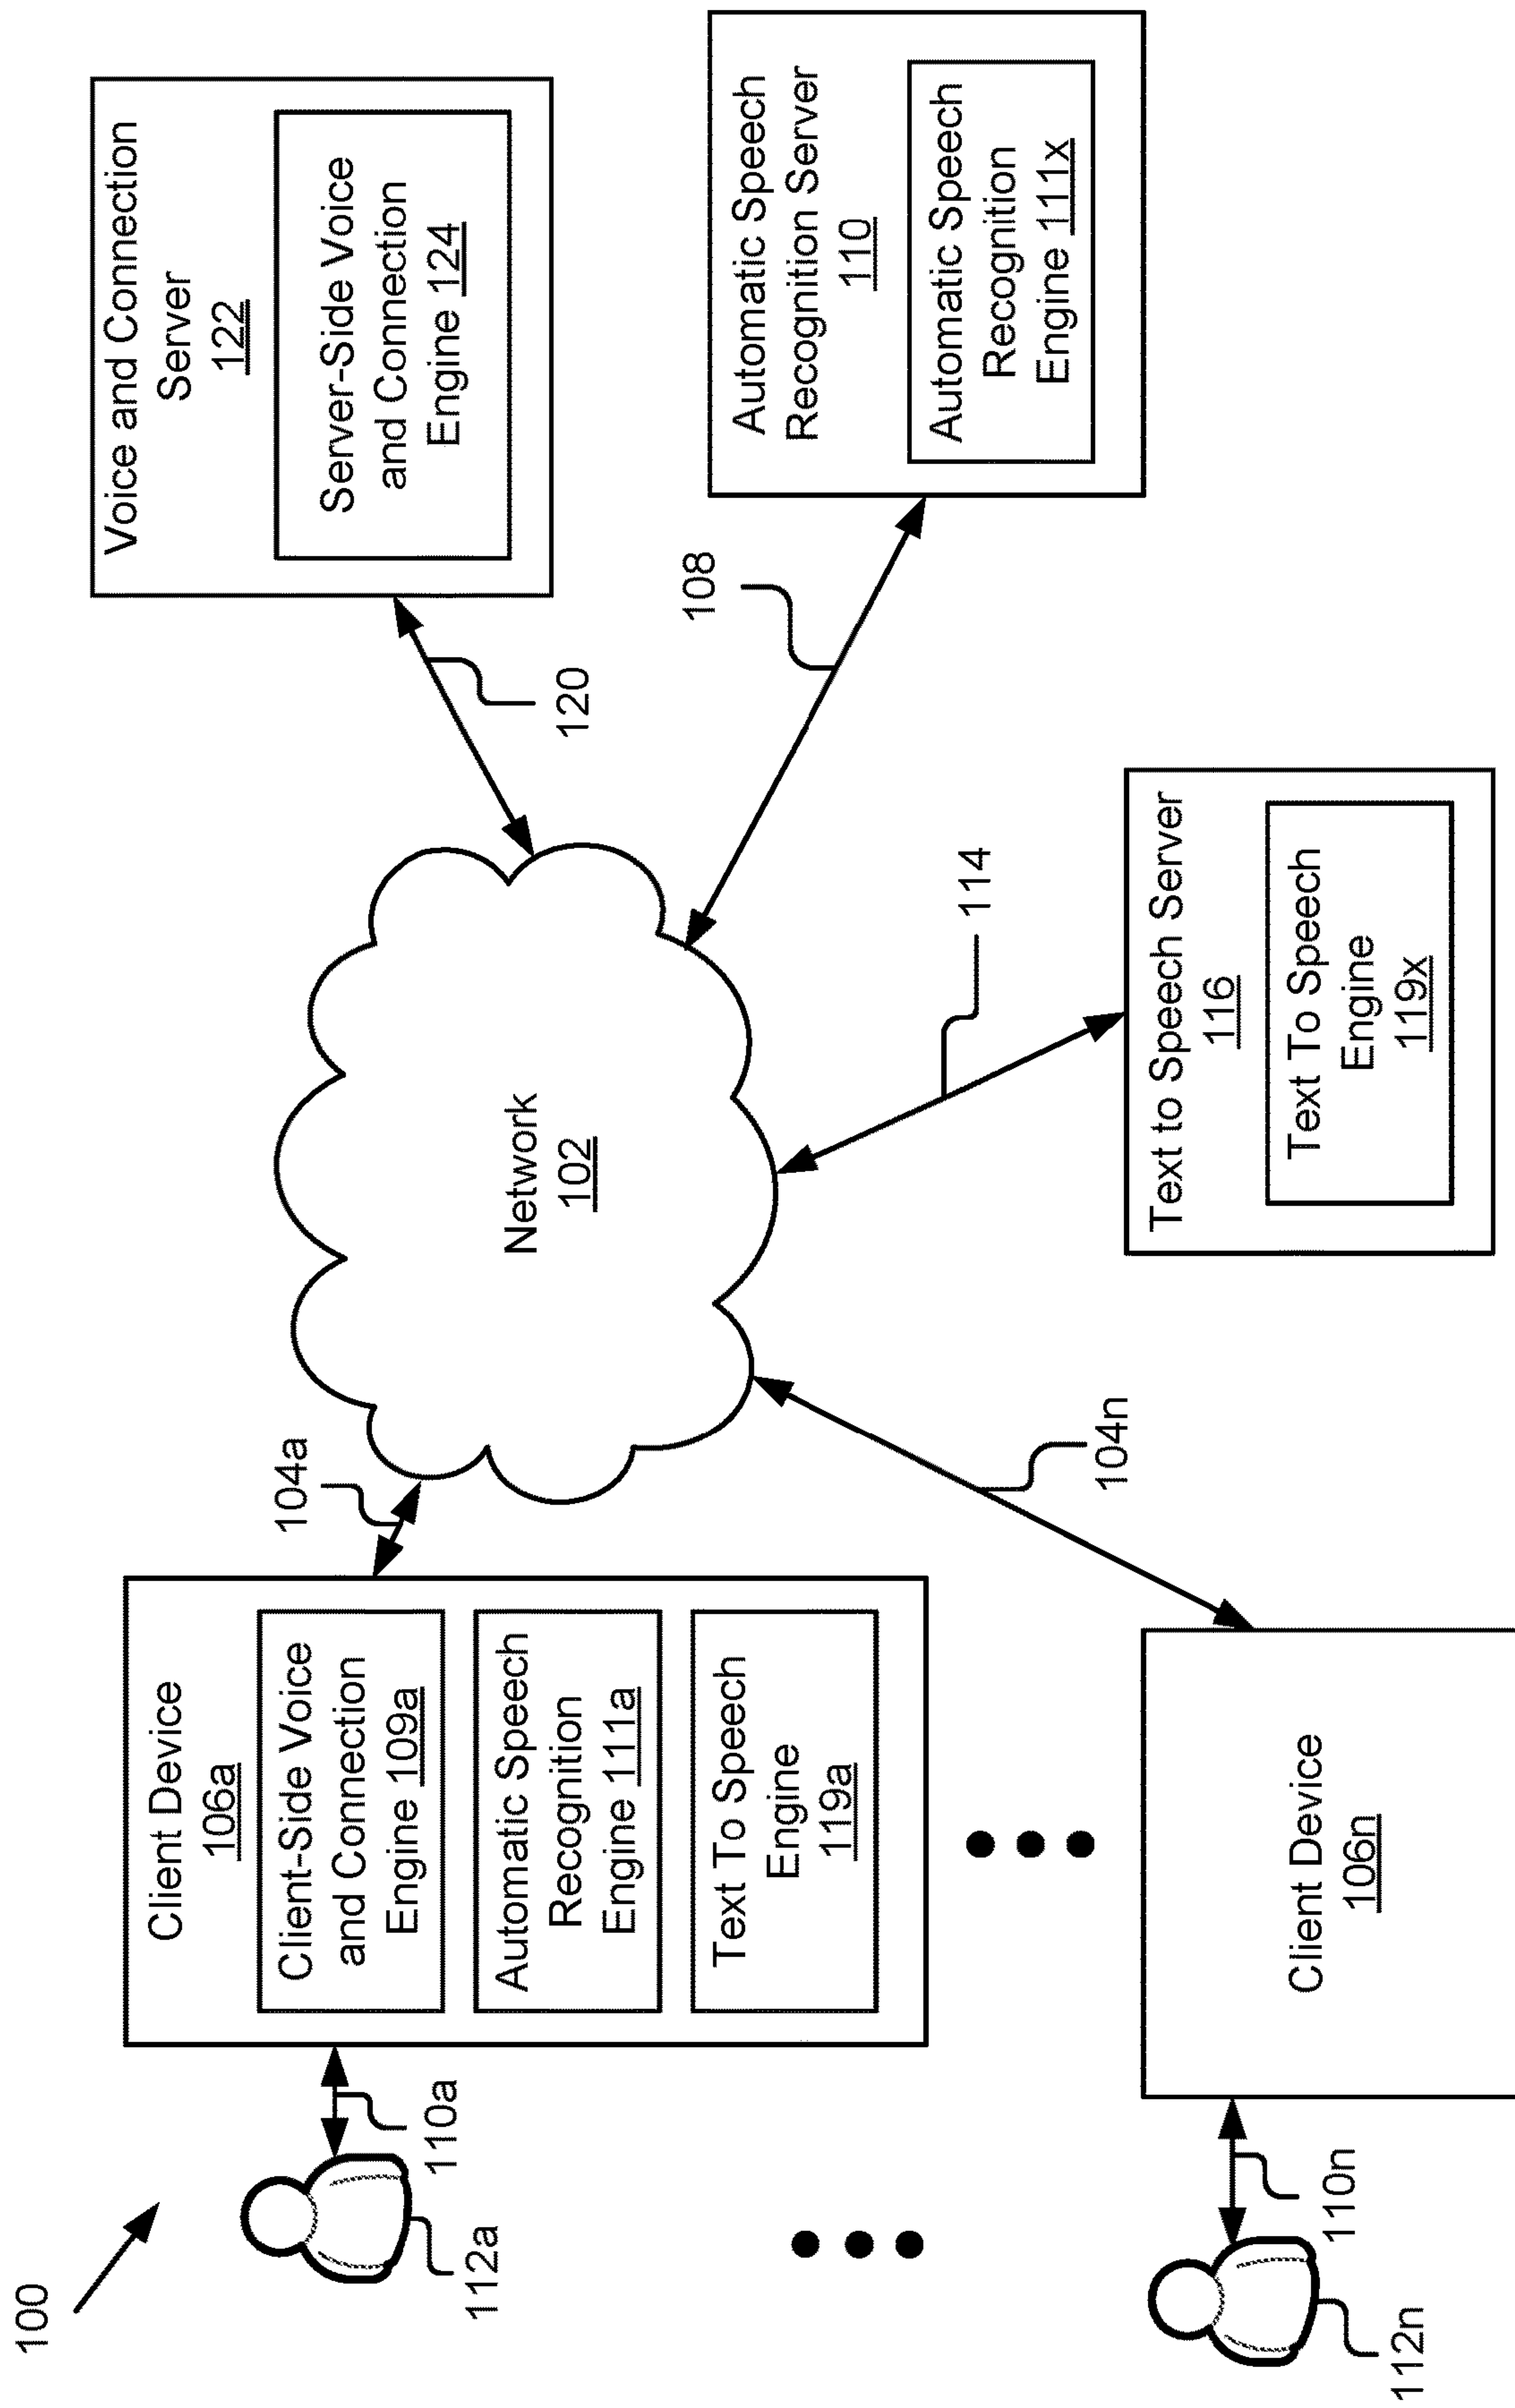 100
112a
110a
Client Device
106a
Client-Side Voice
and Connection
Engine 109a
Automatic Speech
Recognition
Engine 111a
Text To Speech
Engine
119a
104a
Network
102
120
Voice and Connection
Server
122
Server-Side Voice
and Connection
Engine 124
108
Automatic Speech
Recognition Server
110
Automatic Speech
Recognition
Engine 111x
114
Text to Speech Server
116
Text To Speech
Engine
119x
104n
Client Device
106n
110n
112n